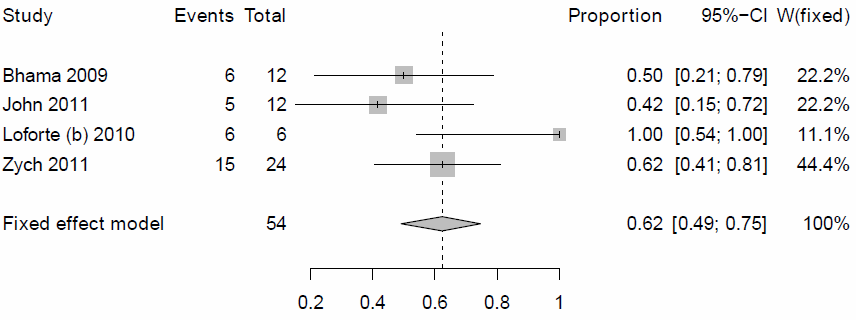 Study Events Total Proportion 95%−CI W(fixed)
Bhama 2009 6 12 0.50 [0.21; 0.79] 22.2%
John 2011 5 12 0.42 [0.15; 0.72] 22.2%
Loforte (b) 2010 6 6 1.00 [0.54; 1.00] 11.1%
Zych 2011 15 24 0.62 [0.41; 0.81] 44.4%
Fixed effect model 54 0.62 [0.49; 0.75] 100%
0.2 0.4 0.6 0.8 1